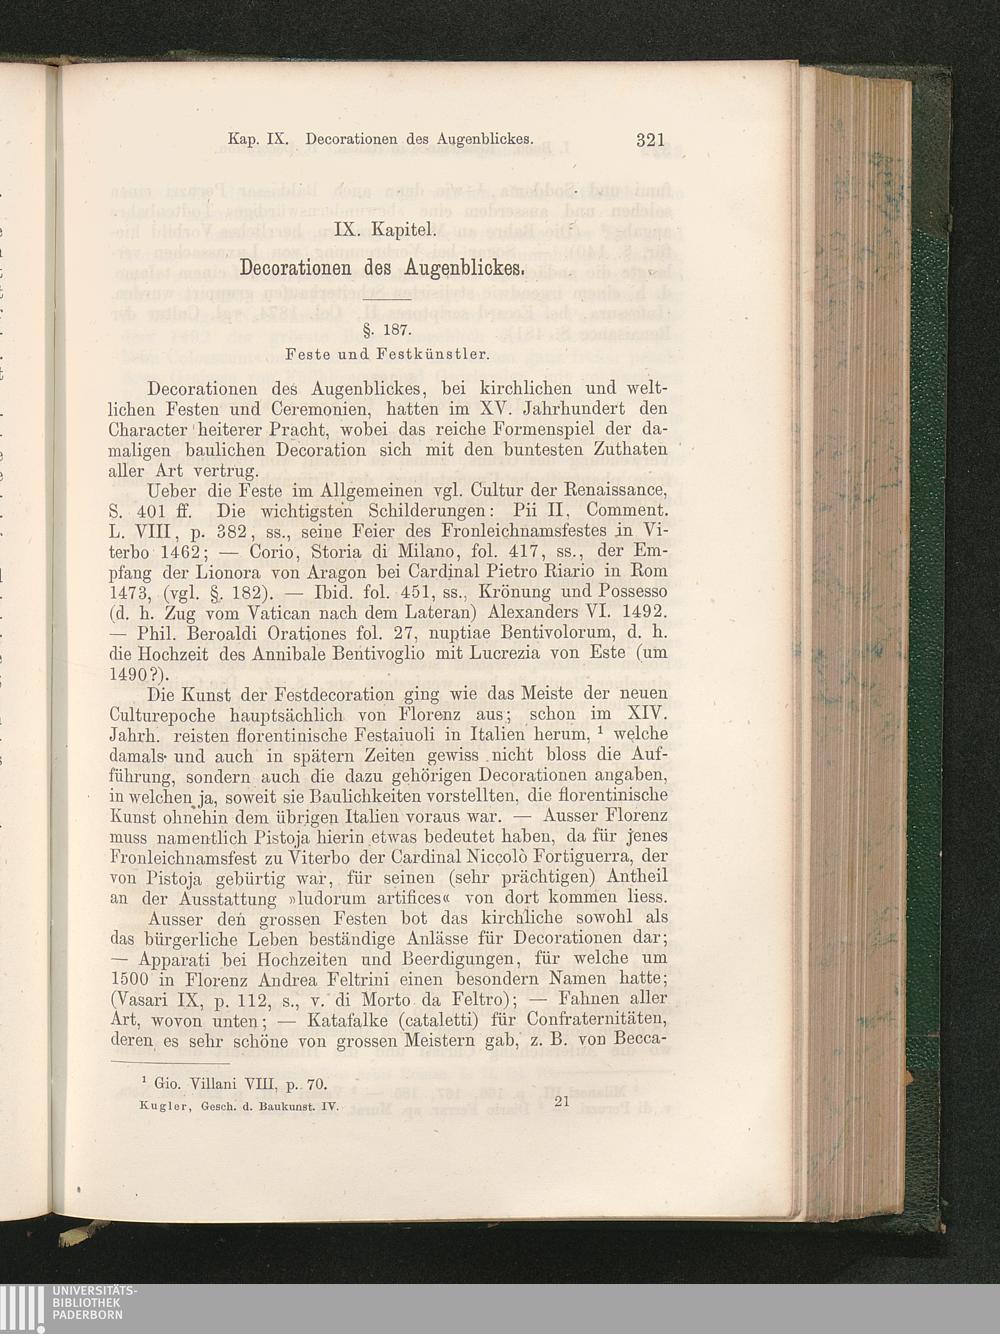 Kap. IX. Decorationen des Augenblickes. 321
IX. Kapitel.
Decorationen des Augenblickes.
§. 187.
Feste und Festkünstler.
Decorationen des Augenblickes, bei kirchlichen und welt-
lichen Festen und Ceremonien, hatten im XV. Jahrhundert den
Character heiterer Pracht, wobei das reiche Formenspiel der da-
maligen baulichen Decoration sich mit den buntesten Zuthaten
aller Art vertrug.
Ueber die Feste im Allgemeinen vgl. Cultur der Renaissance,
S. 401 ff. Die wichtigsten Schilderungen: Pii II, Comment.
L. VIII, p. 382, ss., seine Feier des Fronleichnamsfestes in Vi-
terbo 1462; — Corio, Storia di Milano, fol. 417, ss., der Em-
pfang der Lionora von Aragon bei Cardinal Pietro Riario in Rom
1473, (vgl. §. 182). — Ibid. fol. 451, ss., Krönung und Possesso
(d. h. Zug vom Vatican nach dem Lateran) Alexanders VI. 1492.
— Phil. Beroaldi Orationes fol. 27, nuptiae Bentivolorum, d. h.
die Hochzeit des Annibale Bentivoglio mit Lucrezia von Este (um
1490?).
Die Kunst der Festdecoration ging wie das Meiste der neuen
Culturepoche hauptsächlich von Florenz aus; schon im XIV.
Jahrh. reisten florentinische Festaiuoli in Italien herum, ¹ welche
damals und auch in spätern Zeiten gewiss nicht bloss die Auf-
führung, sondern auch die dazu gehörigen Decorationen angaben,
in welchen ja, soweit sie Baulichkeiten vorstellten, die florentinische
Kunst ohnehin dem übrigen Italien voraus war. — Ausser Florenz
muss namentlich Pistoja hierin etwas bedeutet haben, da für jenes
Fronleichnamsfest zu Viterbo der Cardinal Niccolò Fortiguerra, der
von Pistoja gebürtig war, für seinen (sehr prächtigen) Antheil
an der Ausstattung »ludorum artifices« von dort kommen liess.
Ausser den grossen Festen bot das kirchliche sowohl als
das bürgerliche Leben beständige Anlässe für Decorationen dar;
— Apparati bei Hochzeiten und Beerdigungen, für welche um
1500 in Florenz Andrea Feltrini einen besondern Namen hatte;
(Vasari IX, p. 112, s., v. di Morto da Feltro); — Fahnen aller
Art, wovon unten; — Katafalke (cataletti) für Confraternitäten,
deren es sehr schöne von grossen Meistern gab, z. B. von Becca-
¹ Gio. Villani VIII, p. 70.
Kugler, Gesch. d. Baukunst. IV. 21
UNIVERSITÄTS-
BIBLIOTHEK
PADERBORN